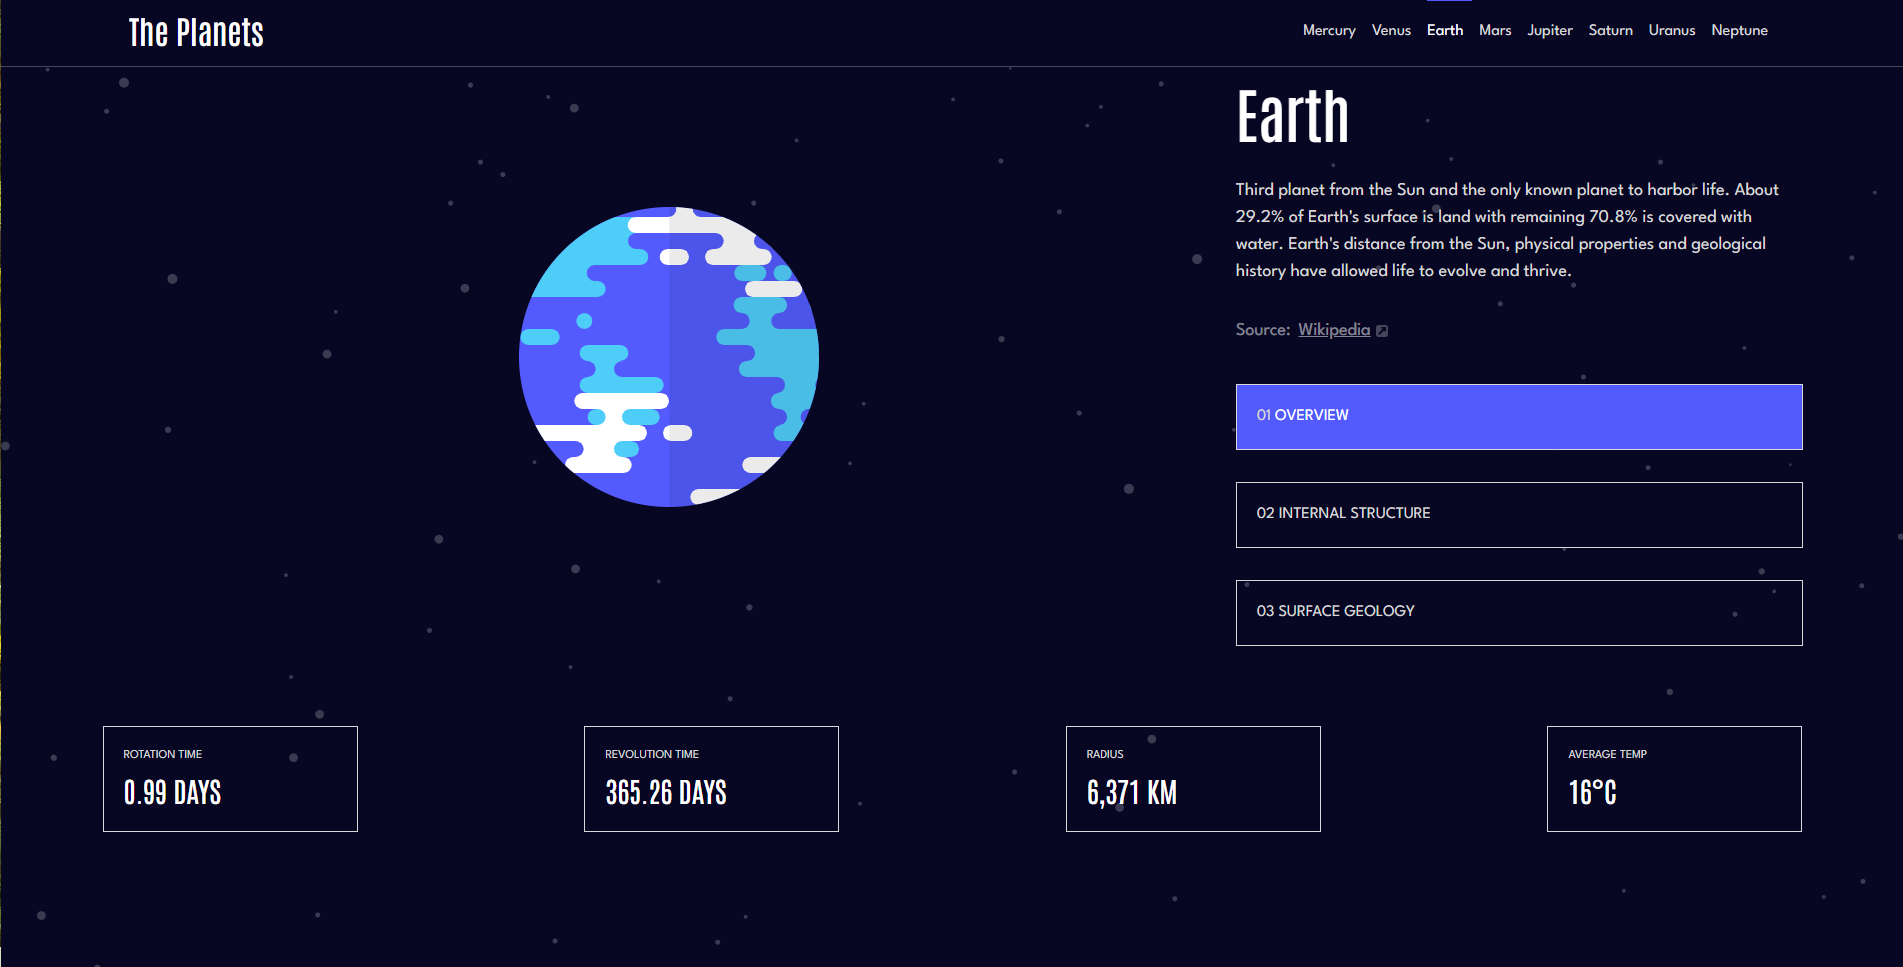 The Planets
Mercury Venus Earth Mars Jupiter Saturn Uranus Neptune
Earth
Third planet from the Sun and the only known planet to harbor life. About
29.2% of Earth's surface is land with remaining 70.8% is covered with
water. Earth's distance from the Sun, physical properties and geological
history have allowed life to evolve and thrive.
Source: Wikipedia
01 OVERVIEW
02 INTERNAL STRUCTURE
03 SURFACE GEOLOGY
ROTATION TIME
0.99 DAYS
REVOLUTION TIME
365.26 DAYS
RADIUS
6,371 KM
AVERAGE TEMP
16°C